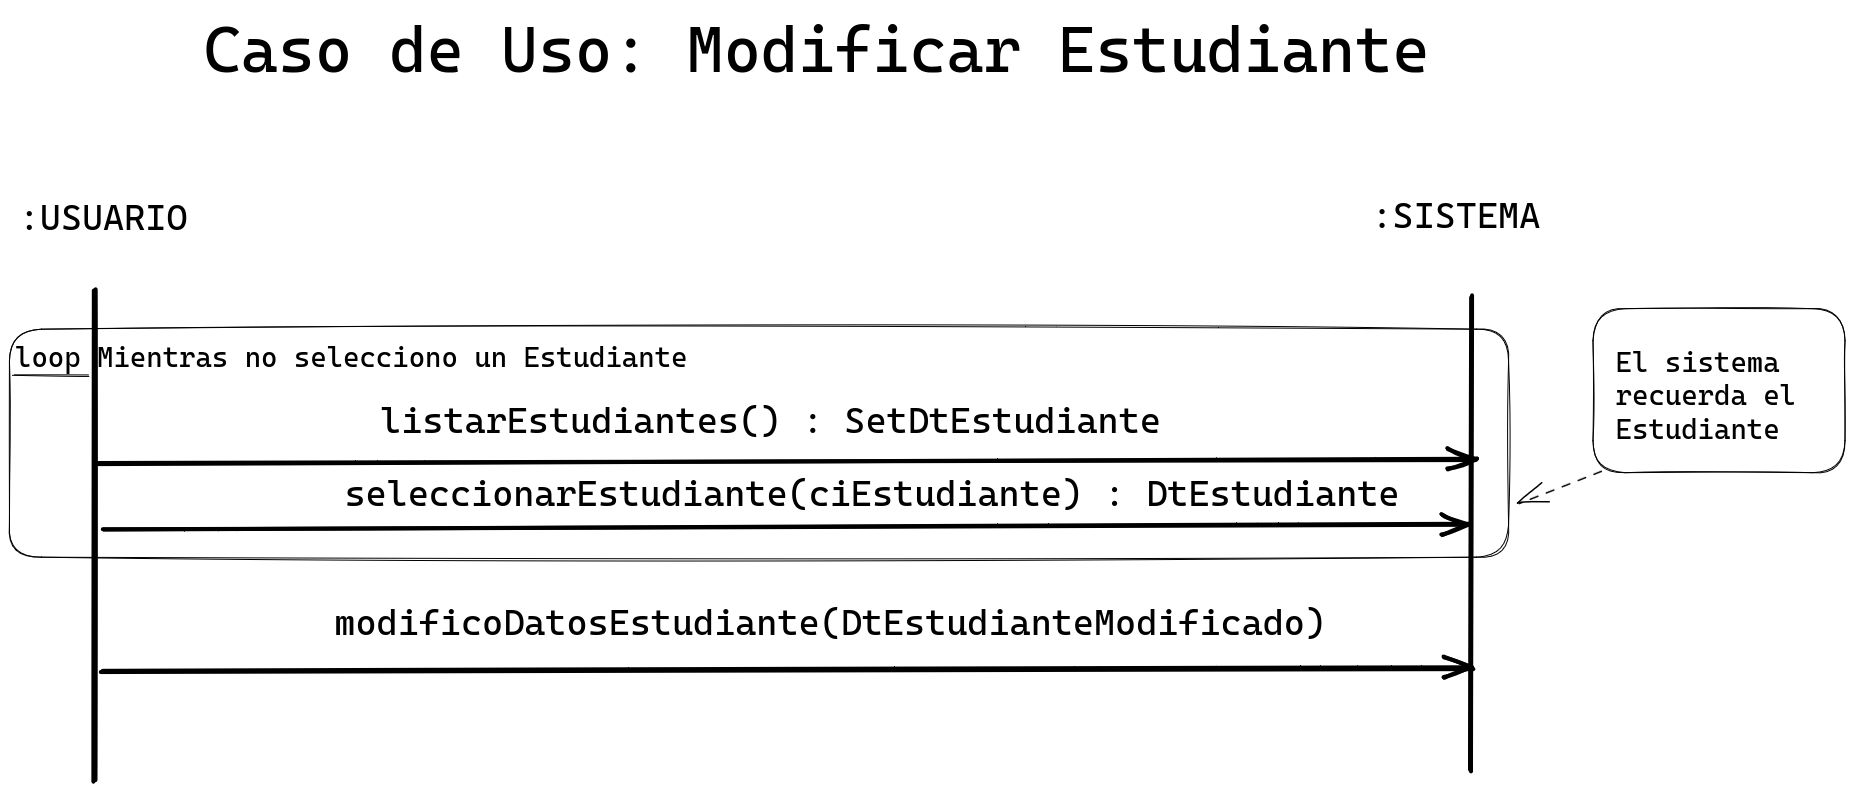 Caso de Uso: Modificar Estudiante
:USUARIO
:SISTEMA
loop Mientras no selecciono un Estudiante
listarEstudiantes() : SetDtEstudiante
seleccionarEstudiante(ciEstudiante) : DtEstudiante
El sistema
recuerda el
Estudiante
modificoDatosEstudiante(DtEstudianteModificado)